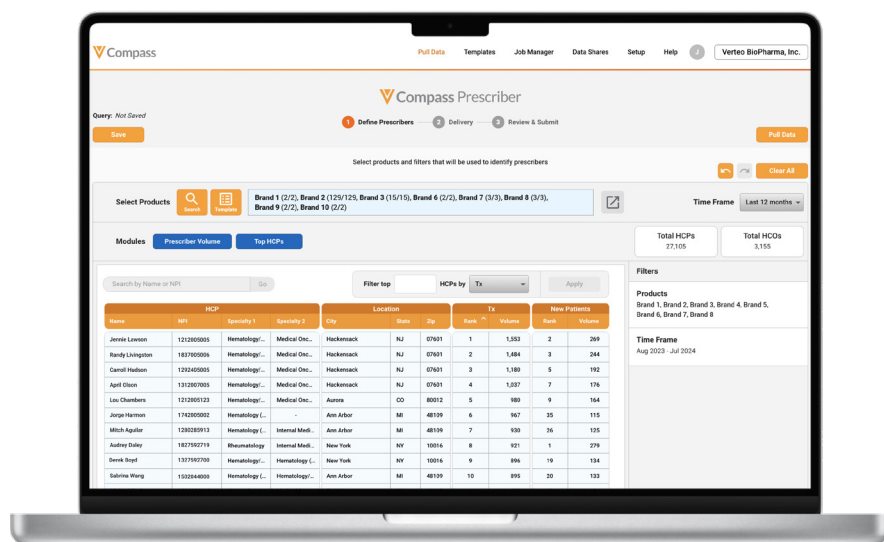 Compass
Pull Data Templates Job Manager Data Shares Setup Help J Verteo BioPharma, Inc.
Compass Prescriber
Query: Not Saved
1 Define Prescribers 2 Delivery 3 Review & Submit
Save
Pull Data
Select products and filters that will be used to identify prescribers
Clear All
Select Products
Search
Template
Brand 1 (2/2), Brand 2 (129/129, Brand 3 (15/15), Brand 6 (2/2), Brand 7 (3/3), Brand 8 (3/3),
Brand 9 (2/2), Brand 10 (2/2)
Time Frame Last 12 months
Modules Prescriber Volume Top HCPs
Total HCPs
27,105
Total HCOs
3,155
Search by Name or NPI Go
Filter top HCPs by Tx Apply
HCP Location Tx New Patients
Name NPI Specialty 1 Specialty 2 City State Zip Rank Volume Rank Volume
Jennie Lawson 1212005005 Hematology/... Medical Onc... Hackensack NJ 07601 1 1,553 2 269
Randy Livingston 1837005006 Hematology/... Medical Onc... Hackensack NJ 07601 2 1,484 3 244
Carroll Hudson 1292405005 Hematology/... Medical Onc... Hackensack NJ 07601 3 1,180 5 192
April Olson 1312007005 Hematology/... Medical Onc... Hackensack NJ 07601 4 1,037 7 176
Lou Chambers 1212005123 Hematology/... Medical Onc... Aurora CO 80012 5 980 9 164
Jorge Harmon 1742005002 Hematology (... - Ann Arbor MI 48109 6 967 35 115
Mitch Aguilar 1280285913 Hematology (... Internal Medi... Ann Arbor MI 48109 7 930 26 125
Audrey Daley 1827592719 Rheumatology Internal Medi... New York NY 10016 8 921 1 279
Derek Boyd 1327592700 Hematology/... Hematology (... New York NY 10016 9 896 19 134
Sabrina Wang 1502044000 Hematology (... Hematology/... Ann Arbor MI 48109 10 895 20 133
Filters
Products
Brand 1, Brand 2, Brand 3, Brand 4, Brand 5,
Brand 6, Brand 7, Brand 8
Time Frame
Aug 2023 - Jul 2024